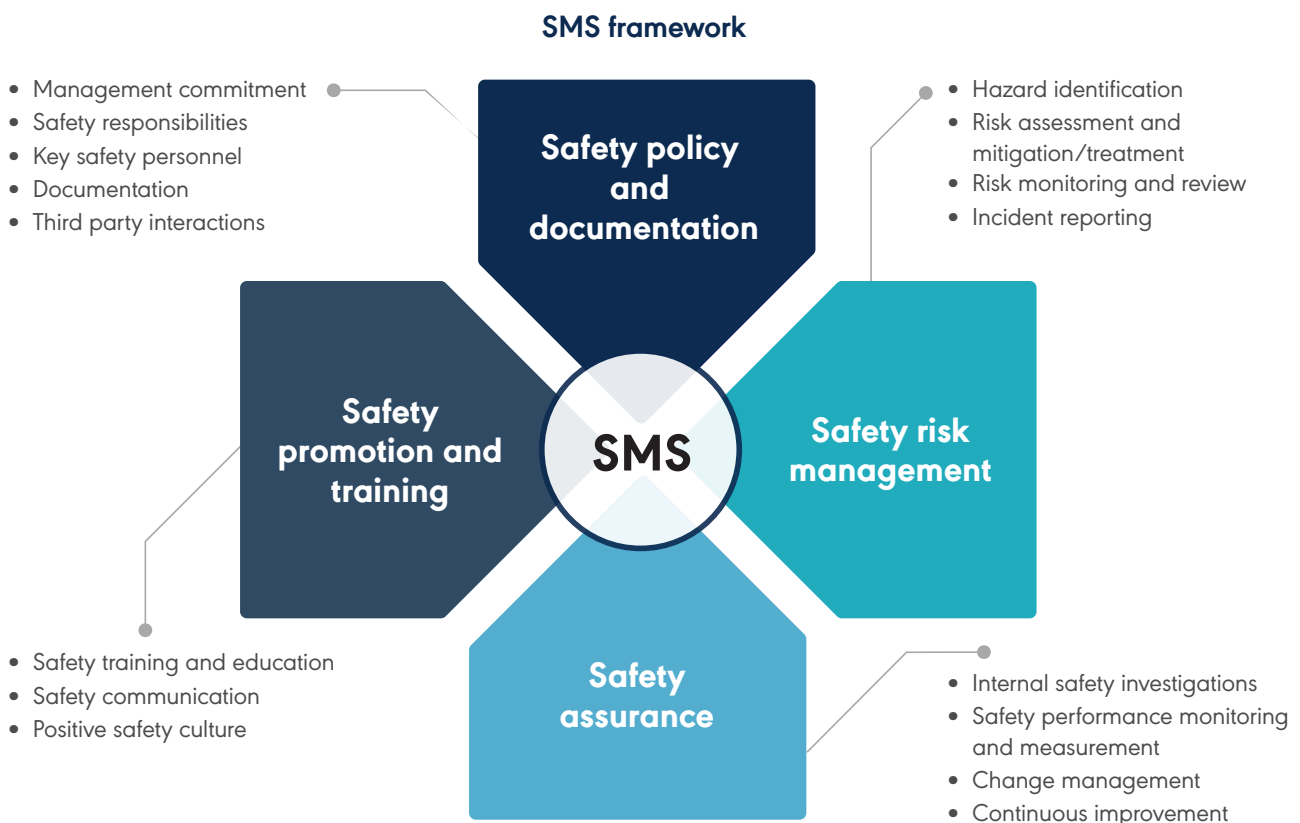 SMS framework
• Management commitment
• Safety responsibilities
• Key safety personnel
• Documentation
• Third party interactions
Safety policy
and
documentation
• Hazard identification
• Risk assessment and
mitigation/treatment
• Risk monitoring and review
• Incident reporting
Safety
promotion and
training
SMS
Safety risk
management
• Safety training and education
• Safety communication
• Positive safety culture
Safety
assurance
• Internal safety investigations
• Safety performance monitoring
and measurement
• Change management
• Continuous improvement